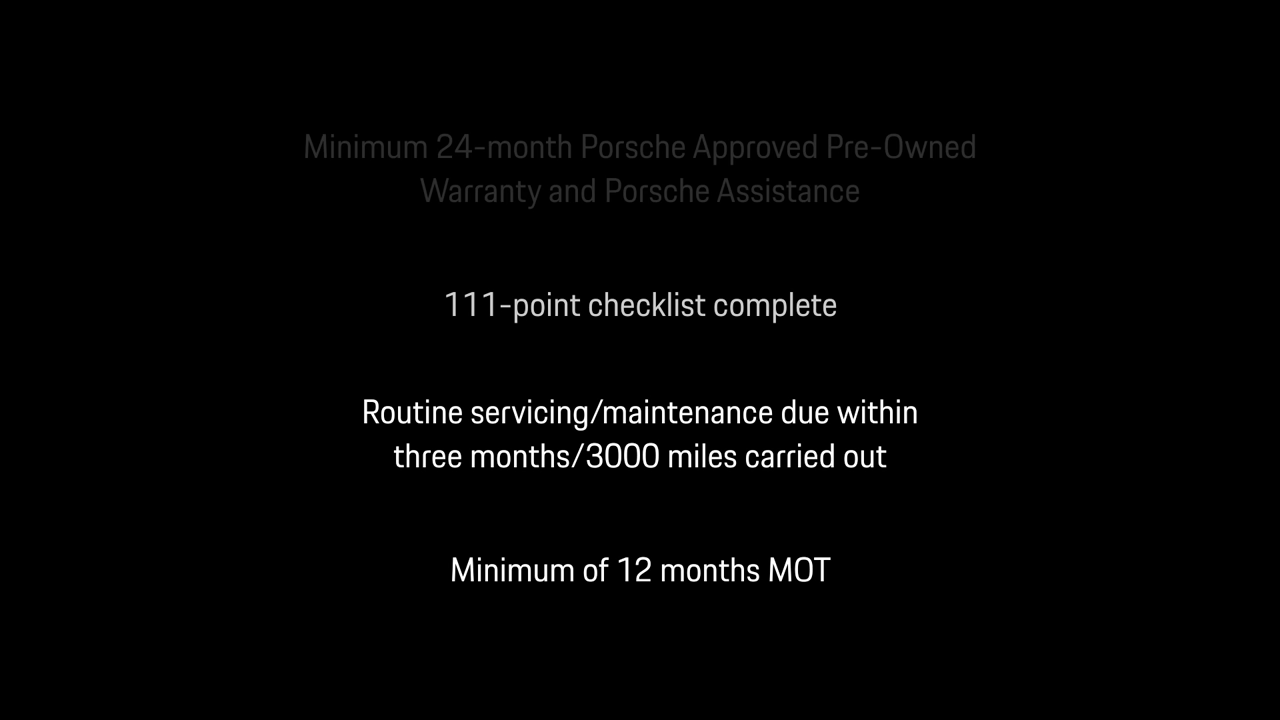 Minimum 24-month Porsche Approved Pre-Owned
Warranty and Porsche Assistance
111-point checklist complete
Routine servicing/maintenance due within
three months/3000 miles carried out
Minimum of 12 months MOT